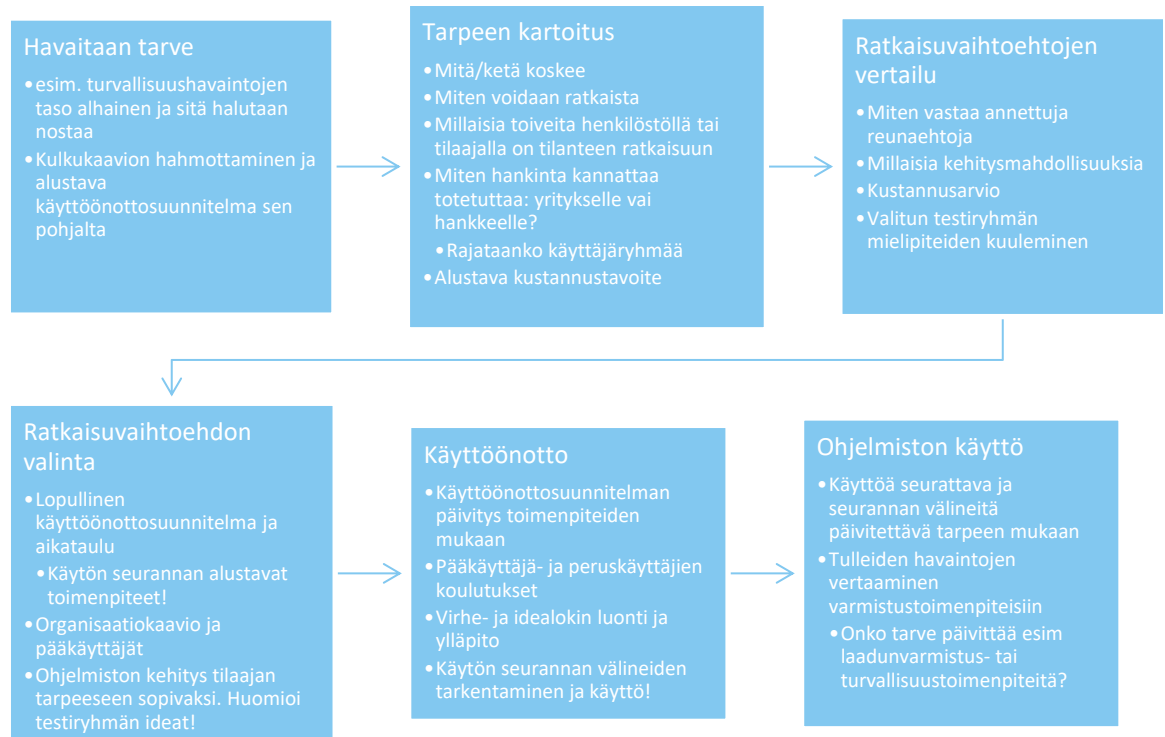 Havaitaan tarve
•esim. turvallisuushavaintojen
taso alhainen ja sitä halutaan
nostaa
•Kulkukaavion hahmottaminen ja
alustava
käyttöönottosuunnitelma sen
pohjalta
Tarpeen kartoitus
•Mitä/ketä koskee
•Miten voidaan ratkaista
•Millaisia toiveita henkilöstöllä tai
tilaajalla on tilanteen ratkaisuun
•Miten hankinta kannattaa
totetuttaa: yritykselle vai
hankkeelle?
•Rajataanko käyttäjäryhmää
•Alustava kustannustavoite
Ratkaisuvaihtoehtojen
vertailu
•Miten vastaa annettuja
reunaehtoja
•Millaisia kehitysmahdollisuuksia
•Kustannusarvio
•Valitun testiryhmän
mielipiteiden kuuleminen
Ratkaisuvaihtoehdon
valinta
•Lopullinen
käyttöönottosuunnitelma ja
aikataulu
•Käytön seurannan alustavat
toimenpiteet!
•Organisaatiokaavio ja
pääkäyttäjät
•Ohjelmiston kehitys tilaajan
tarpeeseen sopivaksi. Huomioi
testiryhmän ideat!
Käyttöönotto
•Käyttöönottosuunnitelman
päivitys toimenpiteiden
mukaan
•Pääkäyttäjä- ja peruskäyttäjien
koulutukset
•Virhe- ja idealokin luonti ja
ylläpito
•Käytön seurannan välineiden
tarkentaminen ja käyttö!
Ohjelmiston käyttö
•Käyttöä seurattava ja
seurannan välineitä
päivitettävä tarpeen mukaan
•Tulleiden havaintojen
vertaaminen
varmistustoimenpiteisiin
•Onko tarve päivittää esim
laadunvarmistus- tai
turvallisuustoimenpiteitä?